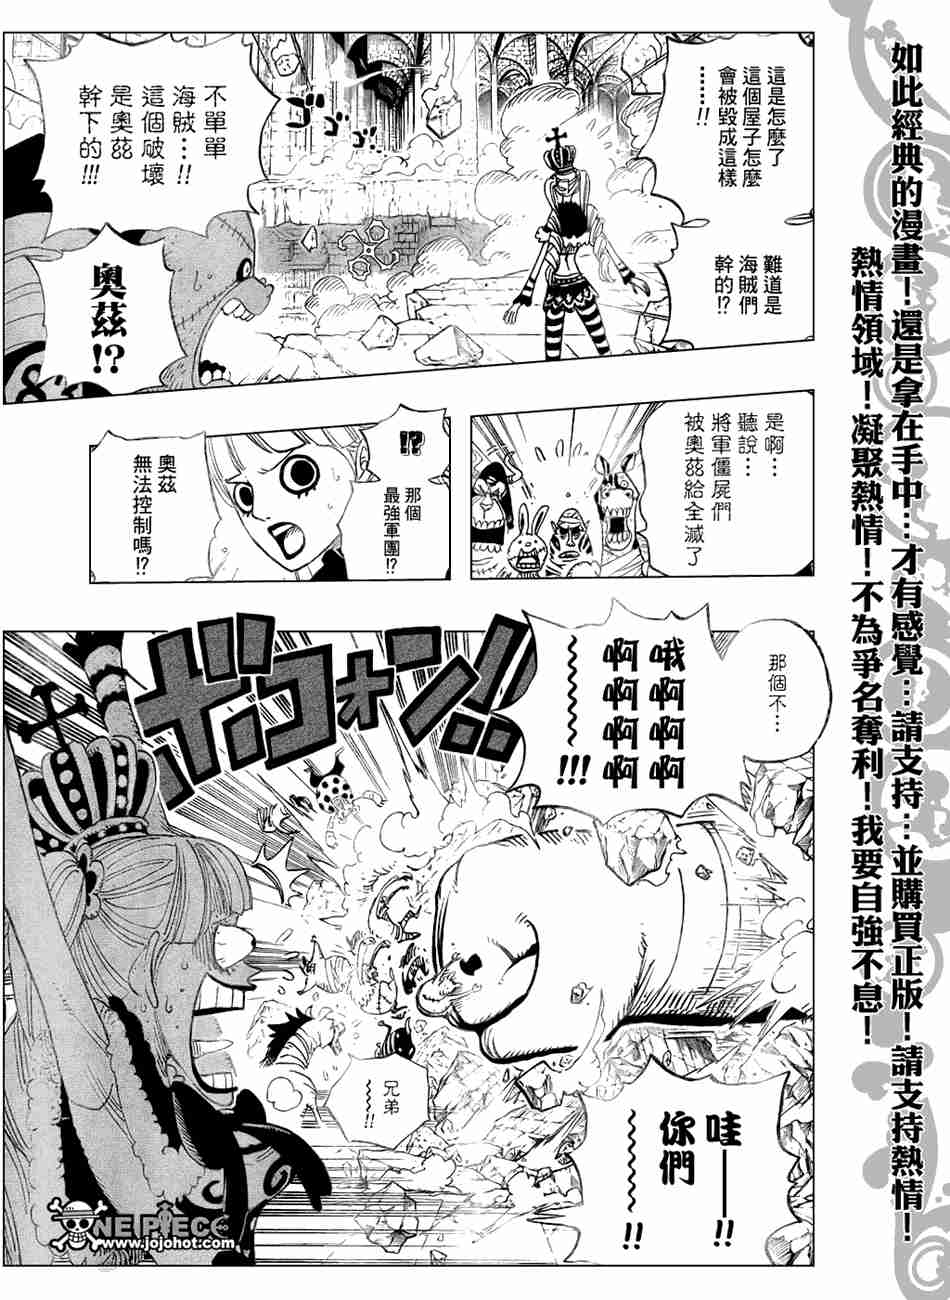 這是怎麼了
這個屋子怎麼
會被毀成這樣
……!!
難道是
海賊們
幹的!?
ゴゴゴ
不單單
海賊…!!
這個破壞
是奧茲
幹下的!!!
奧茲!?
是啊…
聽說…
將軍僵屍們
被奧茲給全滅了
!?
那個
最強軍團!?
奧茲
無法控制嗎!?
那個不…
哦啊啊啊
啊啊啊啊
~~~!!!
ボコォン!!
兄弟
~~!!
哇——!!
你們
~~!!
ONE PIECE
www.jojohot.com
如此經典的漫畫！還是拿在手中…才有感覺…請支持…並購買正版！請支持熱情！
熱情領域！凝聚熱情！不為爭名奪利！我要自強不息！